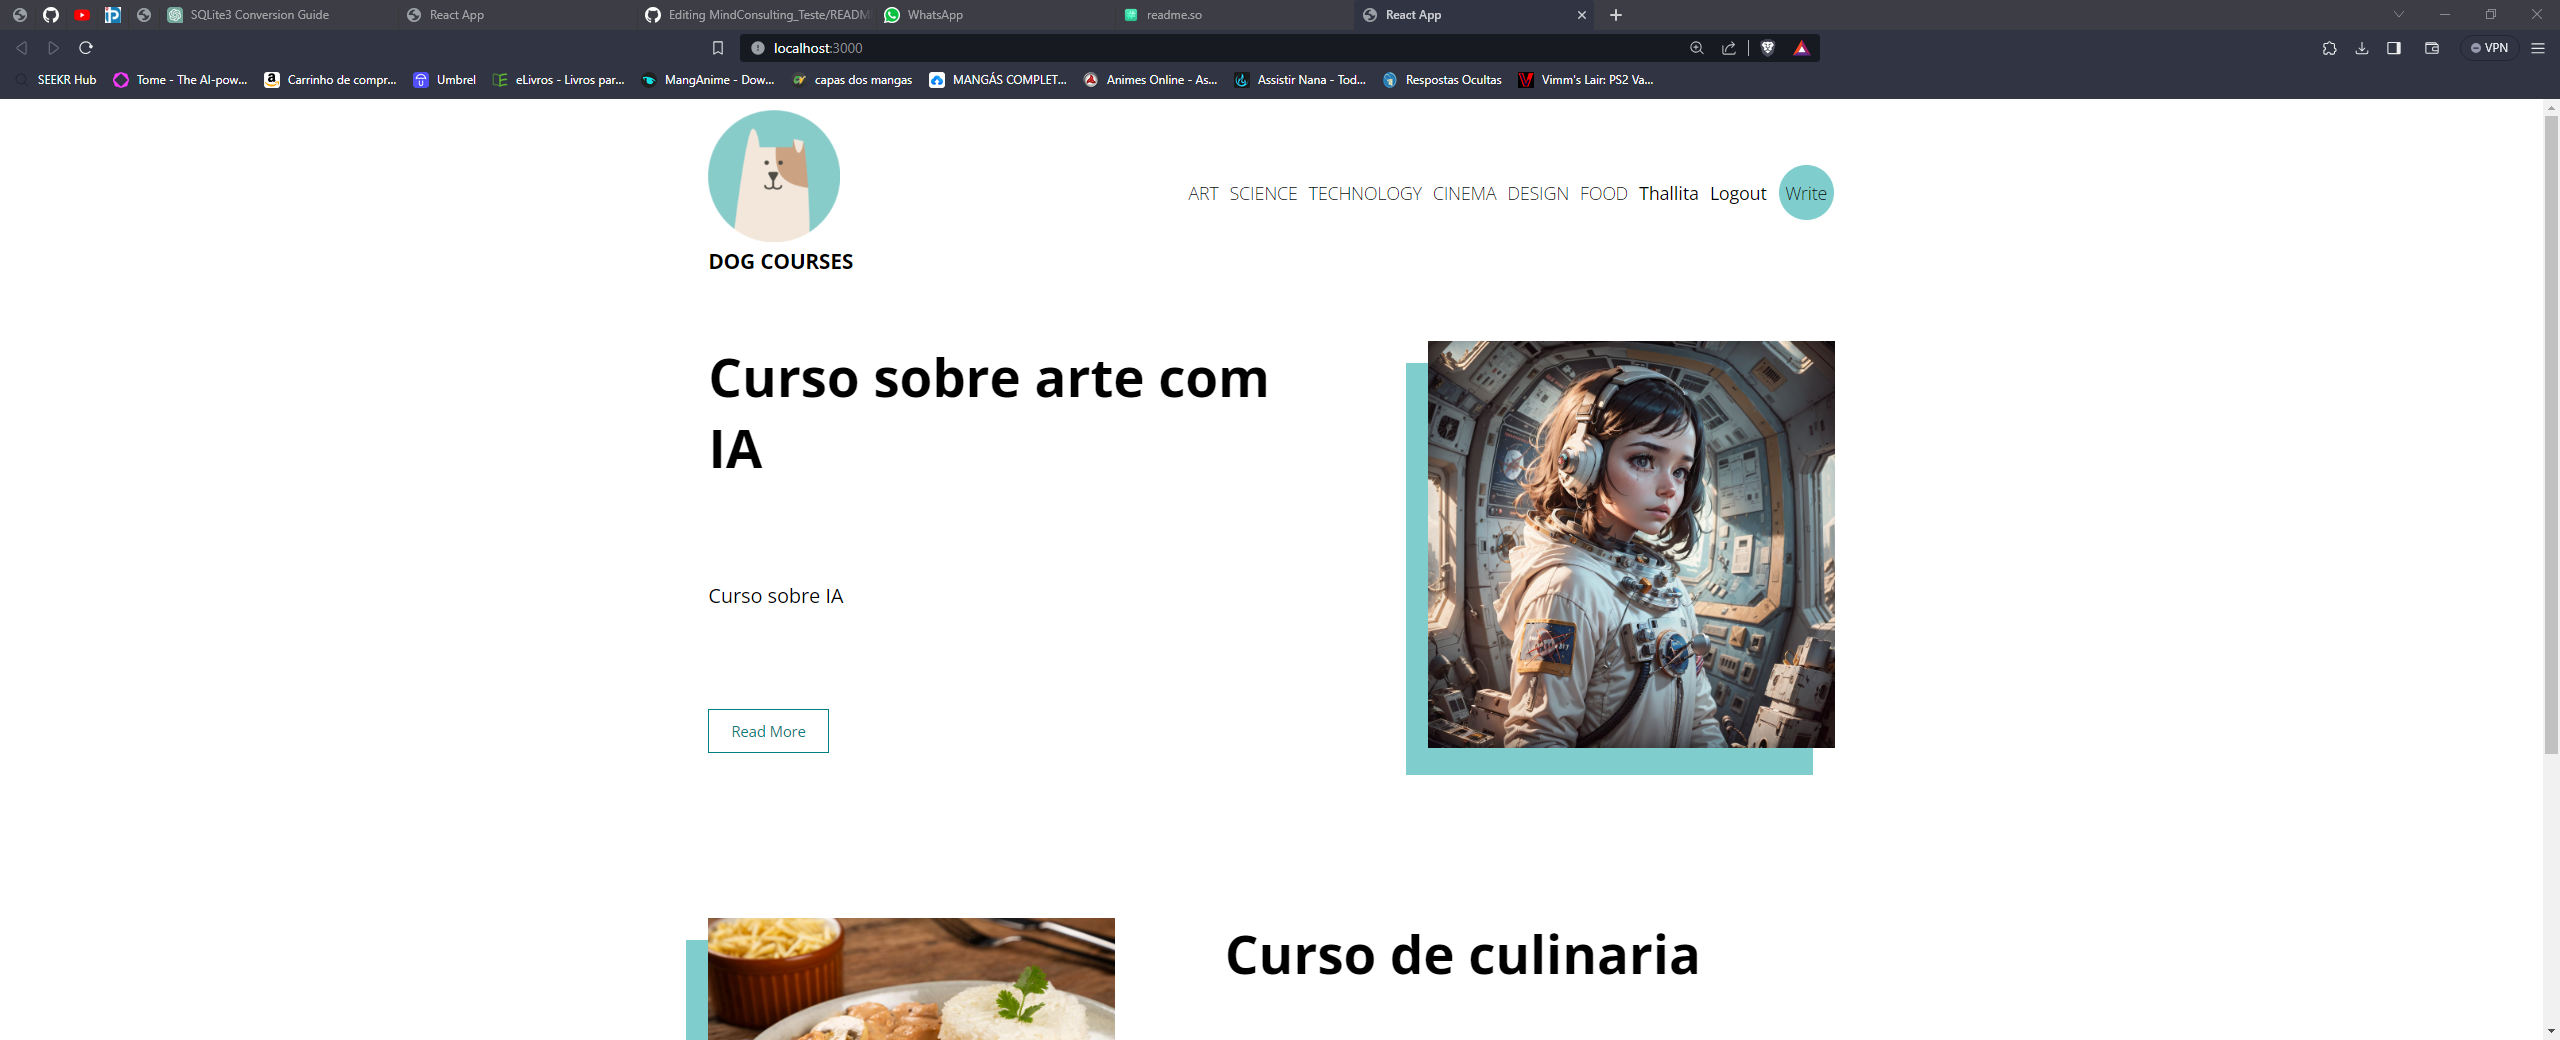 SQLite3 Conversion Guide
React App
Editing MindConsulting_Teste/READM
WhatsApp
readme.so
React App
localhost:3000
VPN
SEEKR Hub
Tome - The AI-pow...
Carrinho de compr...
Umbrel
eLivros - Livros par...
MangAnime - Dow...
capas dos mangas
MANGÁS COMPLET...
Animes Online - As...
Assistir Nana - Tod...
Respostas Ocultas
Vimm's Lair: PS2 Va...
ART SCIENCE TECHNOLOGY CINEMA DESIGN FOOD Thallita Logout Write
DOG COURSES
Curso sobre arte com
IA
Curso sobre IA
Read More
Curso de culinaria